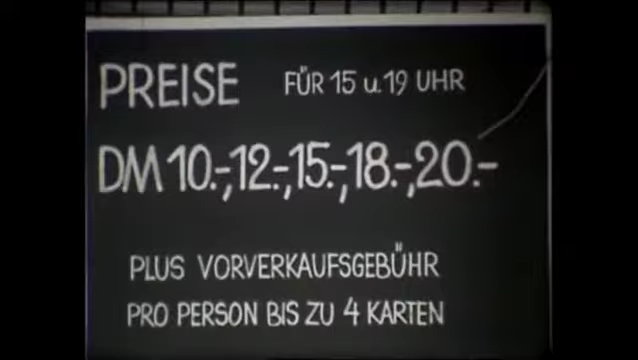 PREISE FÜR 15 u. 19 UHR
DM 10.-, 12.-, 15.-, 18.-, 20.-
PLUS VORVERKAUFSGEBÜHR
PRO PERSON BIS ZU 4 KARTEN